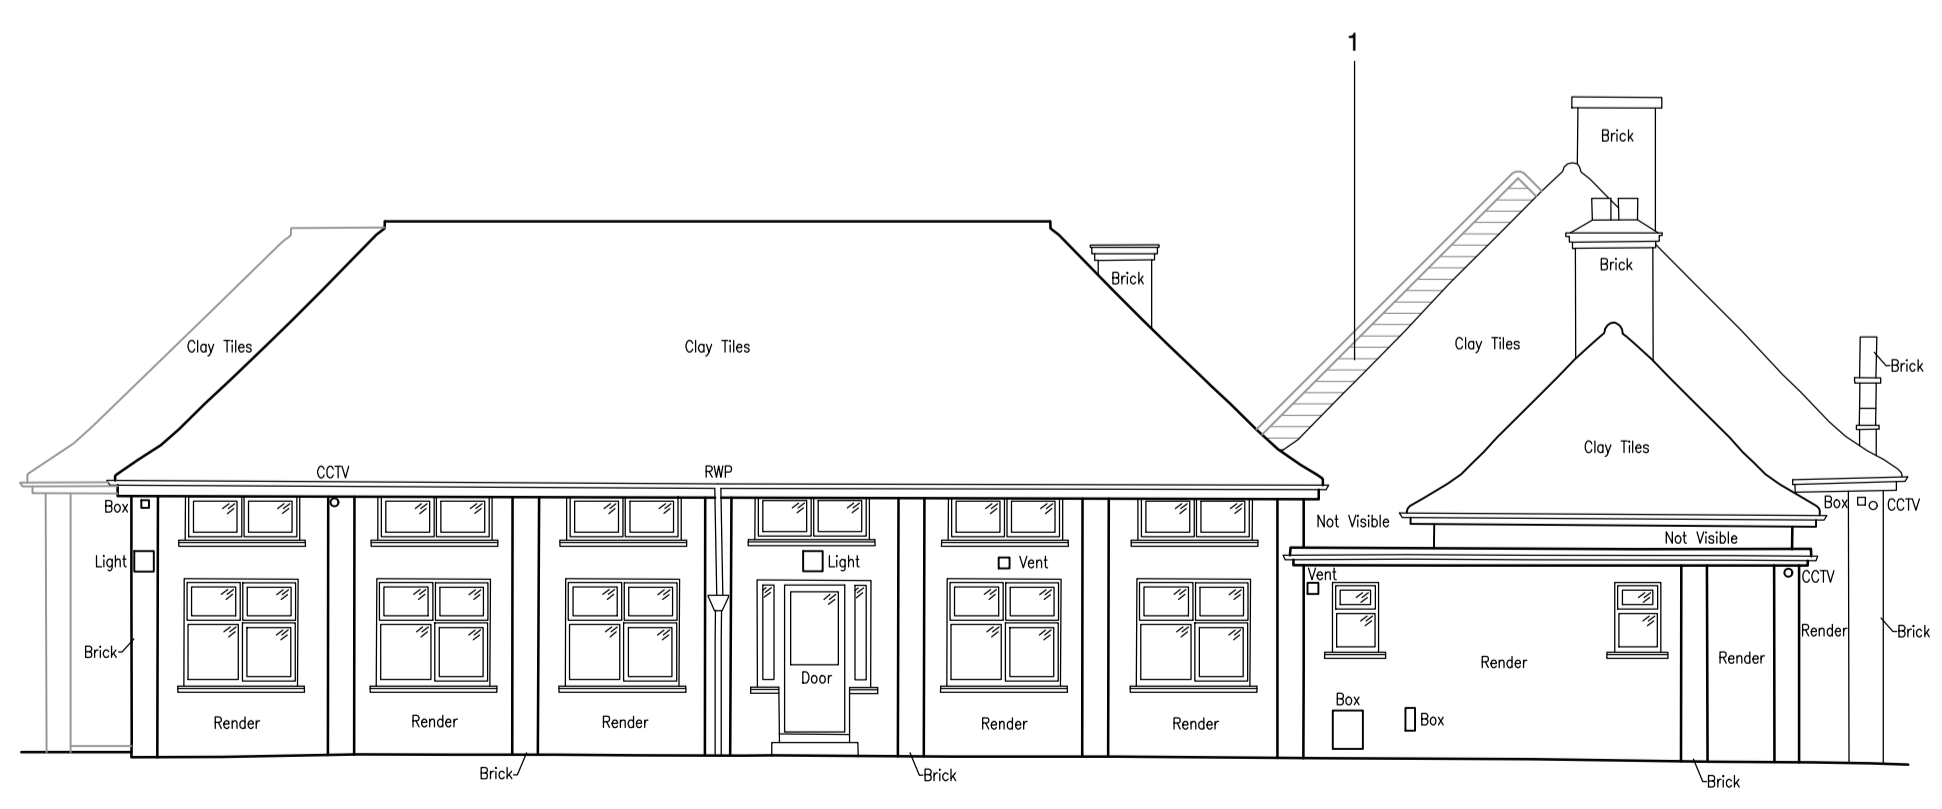 1
Brick
Brick
Brick
Clay Tiles
Clay Tiles
Clay Tiles
Brick
Clay Tiles
CCTV
RWP
Box
Not Visible
Not Visible
Box
CCTV
Light
Light
Vent
Vent
CCTV
Brick
Door
Render
Render
Render
Brick
Render
Render
Render
Render
Render
Box
Box
Brick
Brick
Brick